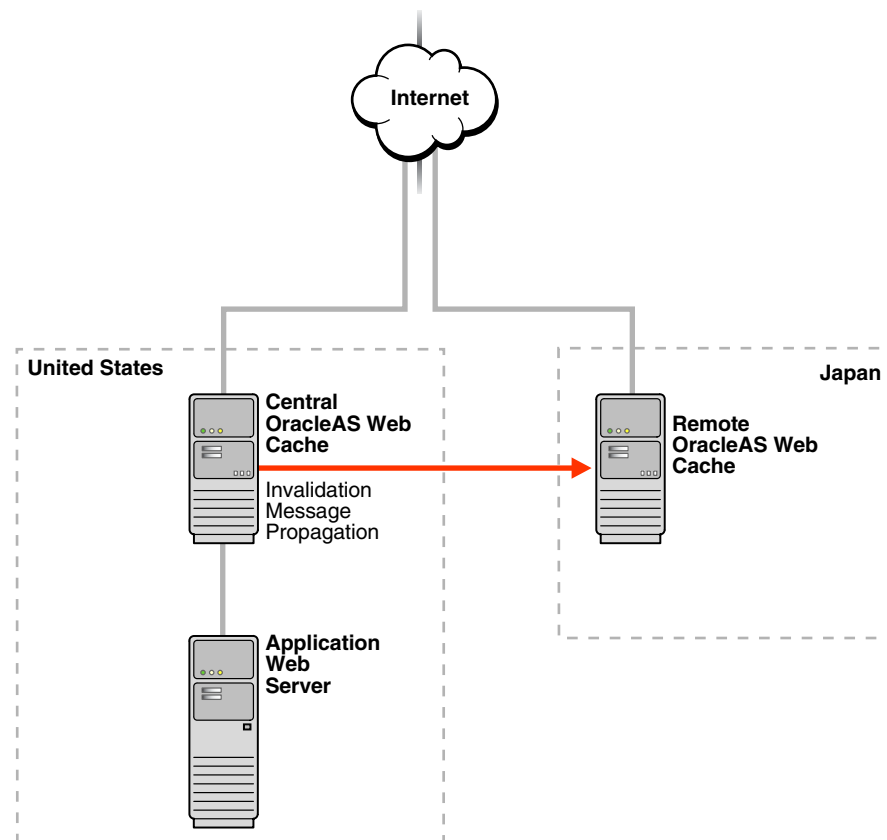 Internet
United States
Japan
Central
OracleAS Web
Cache
Remote
OracleAS Web
Cache
Invalidation
Message
Propagation
Application
Web
Server